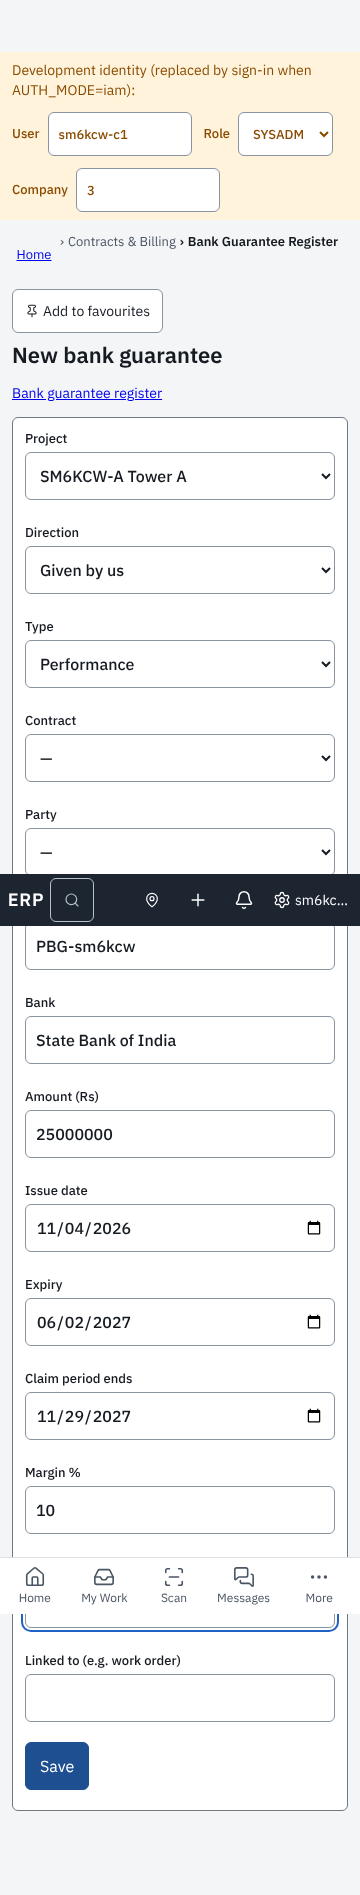 Development identity (replaced by sign-in when
AUTH_MODE=iam):
User sm6kcw-c1 Role SYSADM
Company 3
Home › Contracts & Billing › Bank Guarantee Register
Add to favourites
New bank guarantee
Bank guarantee register
Project
SM6KCW-A Tower A
Direction
Given by us
Type
Performance
Contract
—
Party
—
ERP sm6kc...
PBG-sm6kcw
Bank
State Bank of India
Amount (Rs)
25000000
Issue date
11/04/2026
Expiry
06/02/2027
Claim period ends
11/29/2027
Margin %
10
Home My Work Scan Messages More
Linked to (e.g. work order)
Save